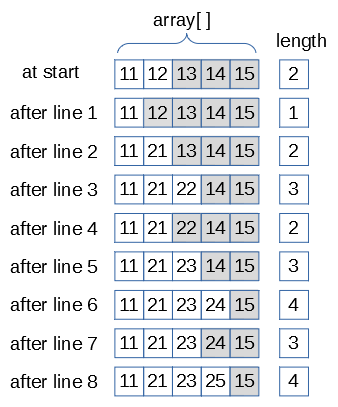 array[ ]
length
at start 11 12 13 14 15 2
after line 1 11 12 13 14 15 1
after line 2 11 21 13 14 15 2
after line 3 11 21 22 14 15 3
after line 4 11 21 22 14 15 2
after line 5 11 21 23 14 15 3
after line 6 11 21 23 24 15 4
after line 7 11 21 23 24 15 3
after line 8 11 21 23 25 15 4